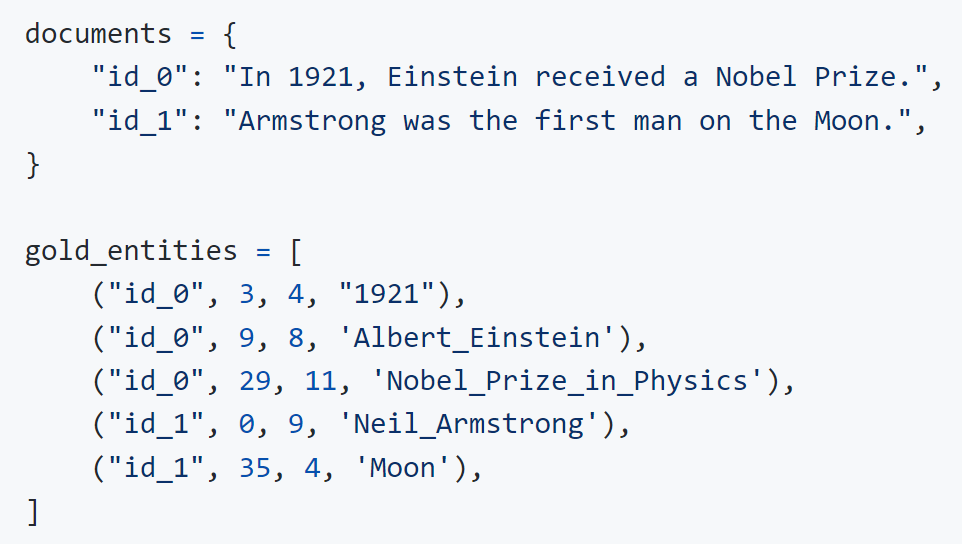 documents = {
    "id_0": "In 1921, Einstein received a Nobel Prize.",
    "id_1": "Armstrong was the first man on the Moon.",
}

gold_entities = [
    ("id_0", 3, 4, "1921"),
    ("id_0", 9, 8, 'Albert_Einstein'),
    ("id_0", 29, 11, 'Nobel_Prize_in_Physics'),
    ("id_1", 0, 9, 'Neil_Armstrong'),
    ("id_1", 35, 4, 'Moon'),
]